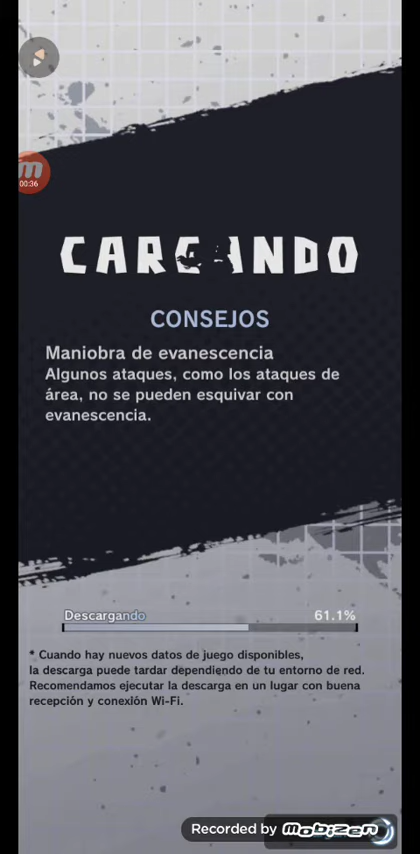 m
00:36
CARGANDO
CONSEJOS
Maniobra de evanescencia
Algunos ataques, como los ataques de
área, no se pueden esquivar con
evanescencia.
Descargando 61.1%
* Cuando hay nuevos datos de juego disponibles,
la descarga puede tardar dependiendo de tu entorno de red.
Recomendamos ejecutar la descarga en un lugar con buena
recepción y conexión Wi-Fi.
Recorded by mobizen